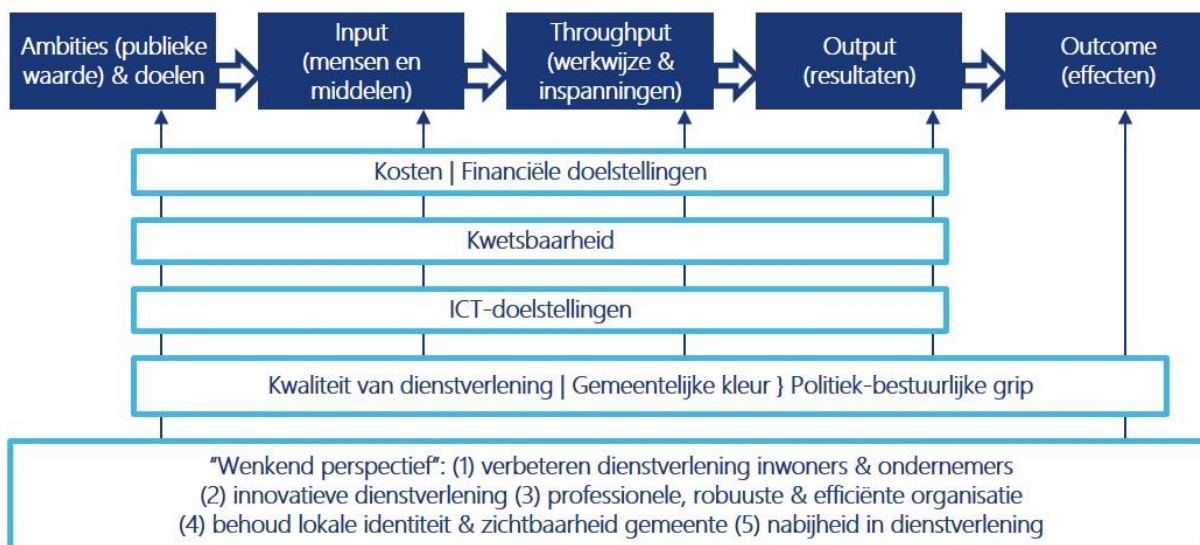 Ambities (publieke
waarde) & doelen
Input
(mensen en
middelen)
Throughput
(werkwijze &
inspanningen)
Output
(resultaten)
Outcome
(effecten)
Kosten | Financiële doelstellingen
Kwetsbaarheid
ICT-doelstellingen
Kwaliteit van dienstverlening | Gemeentelijke kleur } Politiek-bestuurlijke grip
"Wenkend perspectief": (1) verbeteren dienstverlening inwoners & ondernemers
(2) innovatieve dienstverlening (3) professionele, robuuste & efficiënte organisatie
(4) behoud lokale identiteit & zichtbaarheid gemeente (5) nabijheid in dienstverlening